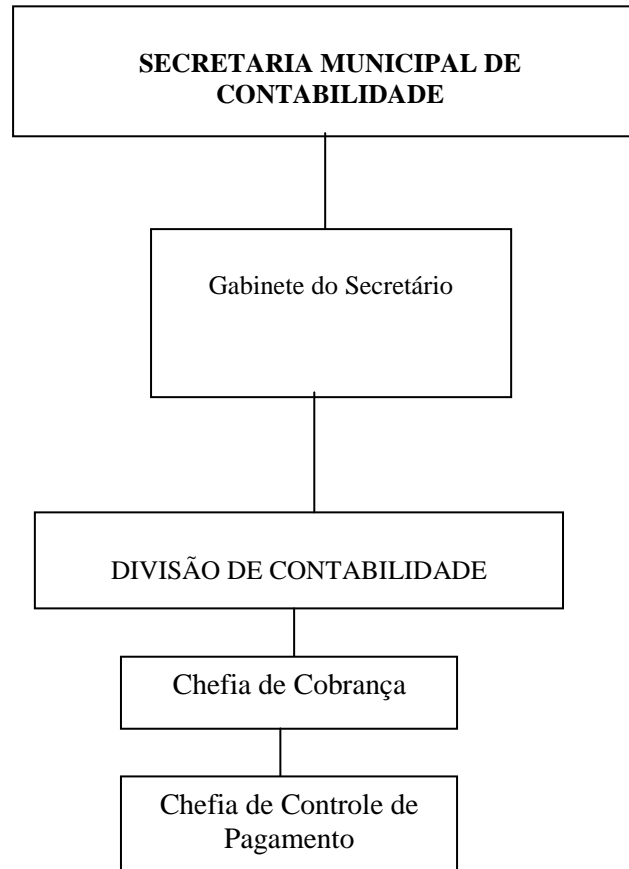 SECRETARIA MUNICIPAL DE
CONTABILIDADE
Gabinete do Secretário
DIVISÃO DE CONTABILIDADE
Chefia de Cobrança
Chefia de Controle de
Pagamento